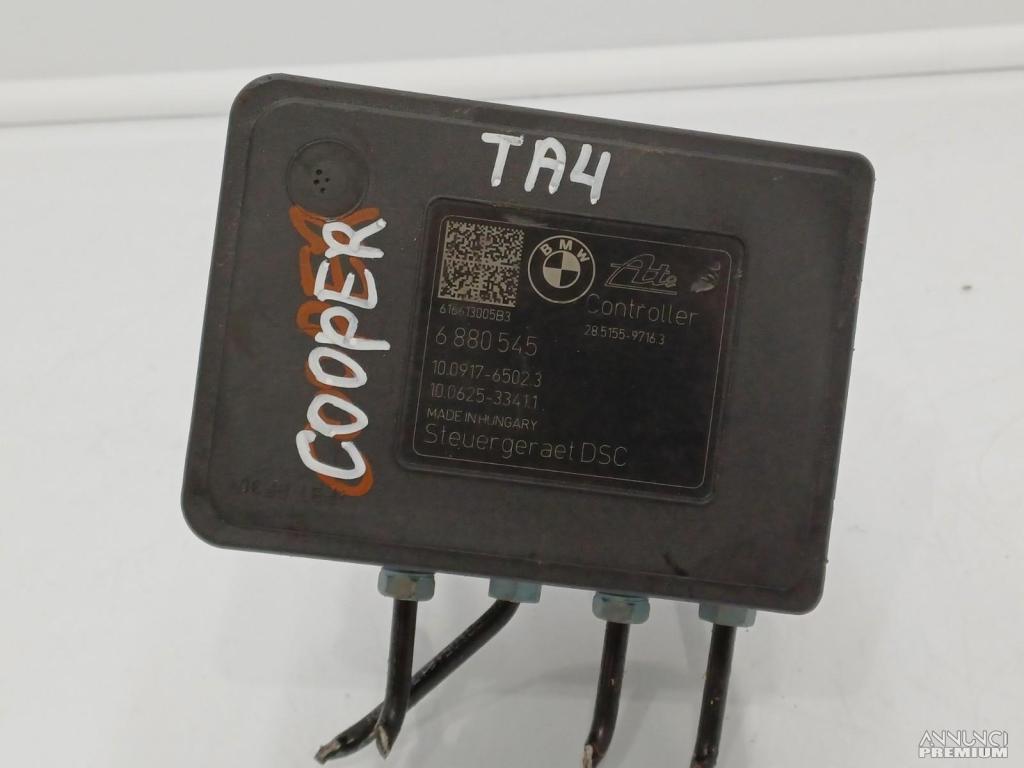 TA4
COOPER
BMW
Ate
Controller
616613005B3
28.5155-9716.3
6 880 545
10.0917-6502.3
10.0625-3341.1
MADE IN HUNGARY
Steuergeraet DSC
ANNUNCI
PREMIUM